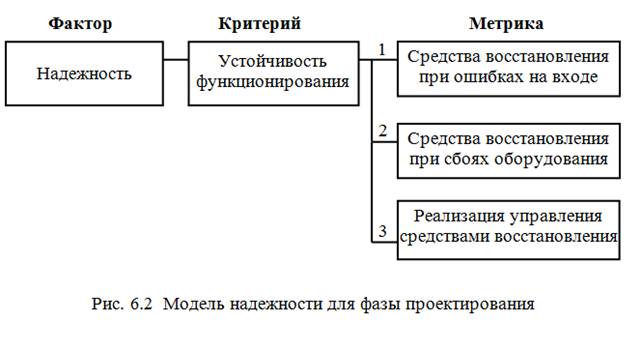 Фактор Критерий Метрика
Надежность
Устойчивость
функционирования
1
Средства восстановления
при ошибках на входе
2
Средства восстановления
при сбоях оборудования
3
Реализация управления
средствами восстановления
Рис. 6.2 Модель надежности для фазы проектирования